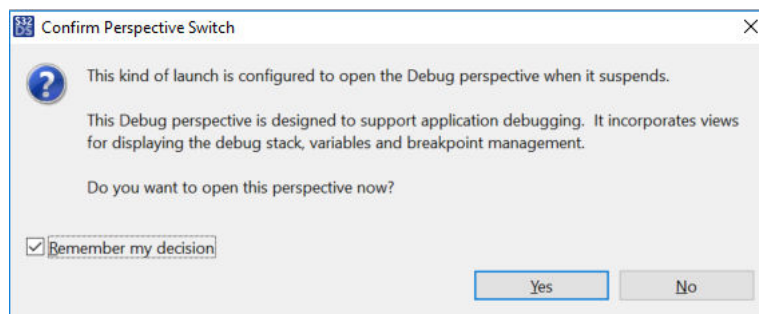 S32
DS
Confirm Perspective Switch
This kind of launch is configured to open the Debug perspective when it suspends.
This Debug perspective is designed to support application debugging.  It incorporates views
for displaying the debug stack, variables and breakpoint management.
Do you want to open this perspective now?
Remember my decision
Yes
No